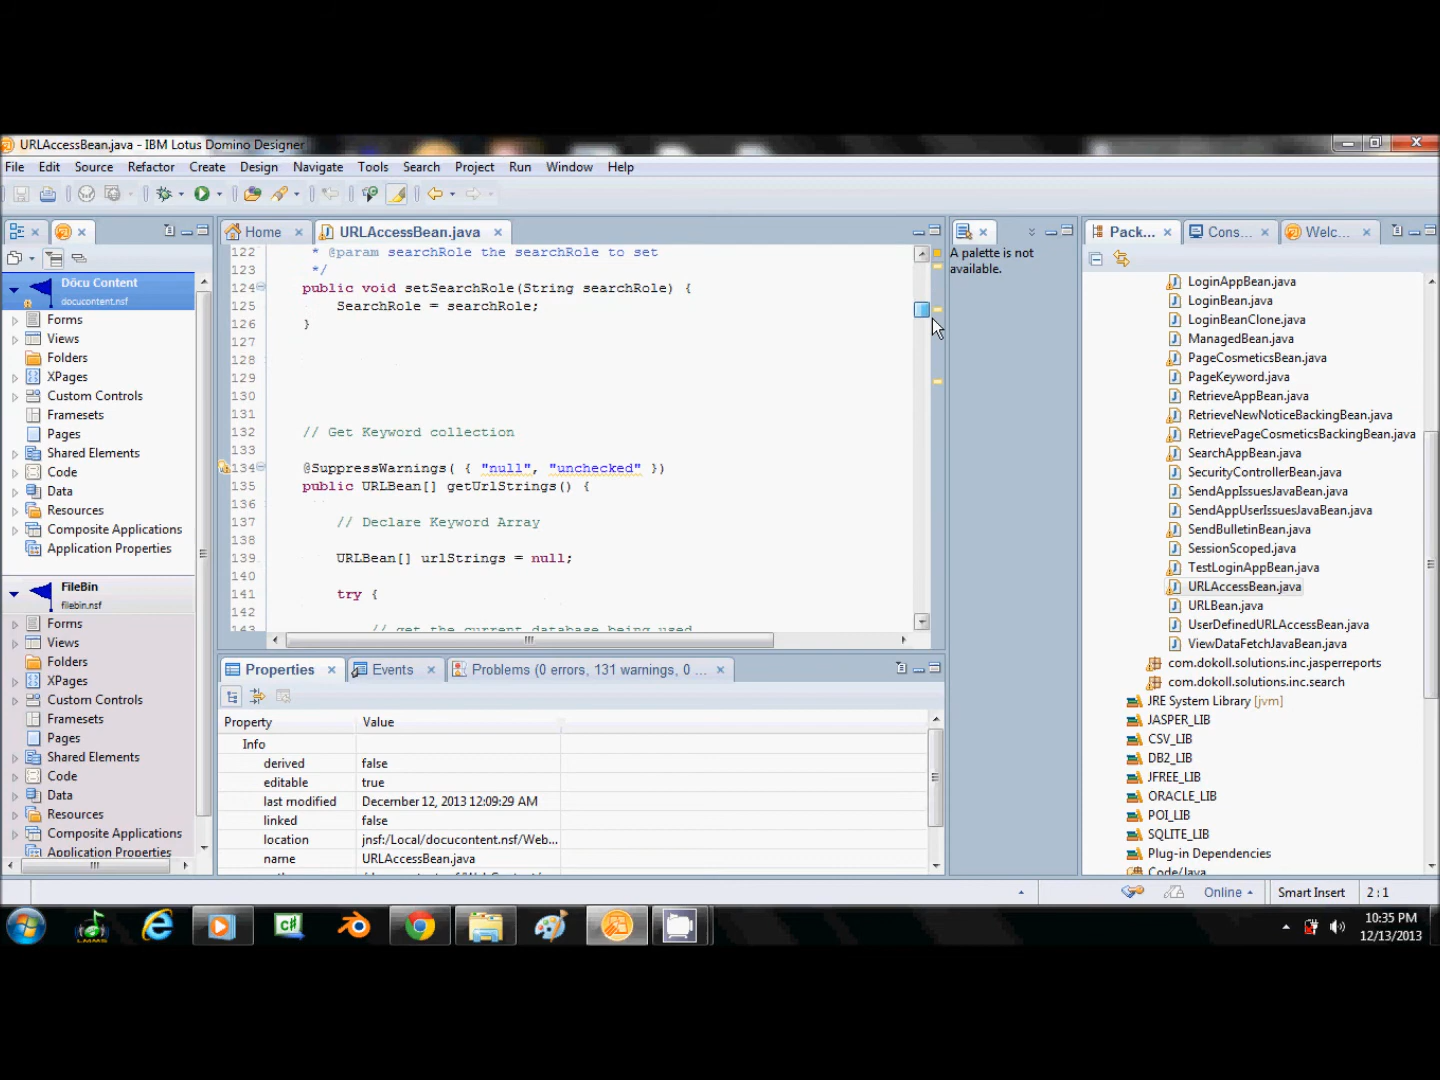 URLAccessBean.java - IBM Lotus Domino Designer
File Edit Source Refactor Create Design Navigate Tools Search Project Run Window Help
Home
URLAccessBean.java
Pack...
Cons...
Welc...
Döcu Content
docucontent.nsf
Forms
Views
Folders
XPages
Custom Controls
Framesets
Pages
Shared Elements
Code
Data
Resources
Composite Applications
Application Properties
FileBin
filebin.nsf
Forms
Views
Folders
XPages
Custom Controls
Framesets
Pages
Shared Elements
Code
Data
Resources
Composite Applications
Application Properties
122 * @param searchRole the searchRole to set
123 */
124 public void setSearchRole(String searchRole) {
125 SearchRole = searchRole;
126 }
127
128
129
130
131
132 // Get Keyword collection
133
134 @SuppressWarnings( { "null", "unchecked" })
135 public URLBean[] getUrlStrings() {
136
137 // Declare Keyword Array
138
139 URLBean[] urlStrings = null;
140
141 try {
142
143 // get the current database being used
A palette is not
available.
LoginAppBean.java
LoginBean.java
LoginBeanClone.java
ManagedBean.java
PageCosmeticsBean.java
PageKeyword.java
RetrieveAppBean.java
RetrieveNewNoticeBackingBean.java
RetrievePageCosmeticsBackingBean.java
SearchAppBean.java
SecurityControllerBean.java
SendAppIssuesJavaBean.java
SendAppUserIssuesJavaBean.java
SendBulletinBean.java
SessionScoped.java
TestLoginAppBean.java
URLAccessBean.java
URLBean.java
UserDefinedURLAccessBean.java
ViewDataFetchJavaBean.java
com.dokoll.solutions.inc.jasperreports
com.dokoll.solutions.inc.search
JRE System Library [jvm]
JASPER_LIB
CSV_LIB
DB2_LIB
JFREE_LIB
ORACLE_LIB
POI_LIB
SQLITE_LIB
Plug-in Dependencies
Code/Java
Properties
Events
Problems (0 errors, 131 warnings, 0 ...
Property Value
Info
derived false
editable true
last modified December 12, 2013 12:09:29 AM
linked false
location jnsf:/Local/docucontent.nsf/Web...
name URLAccessBean.java
Online
Smart Insert
2 : 1
LMMS
C#
10:35 PM
12/13/2013